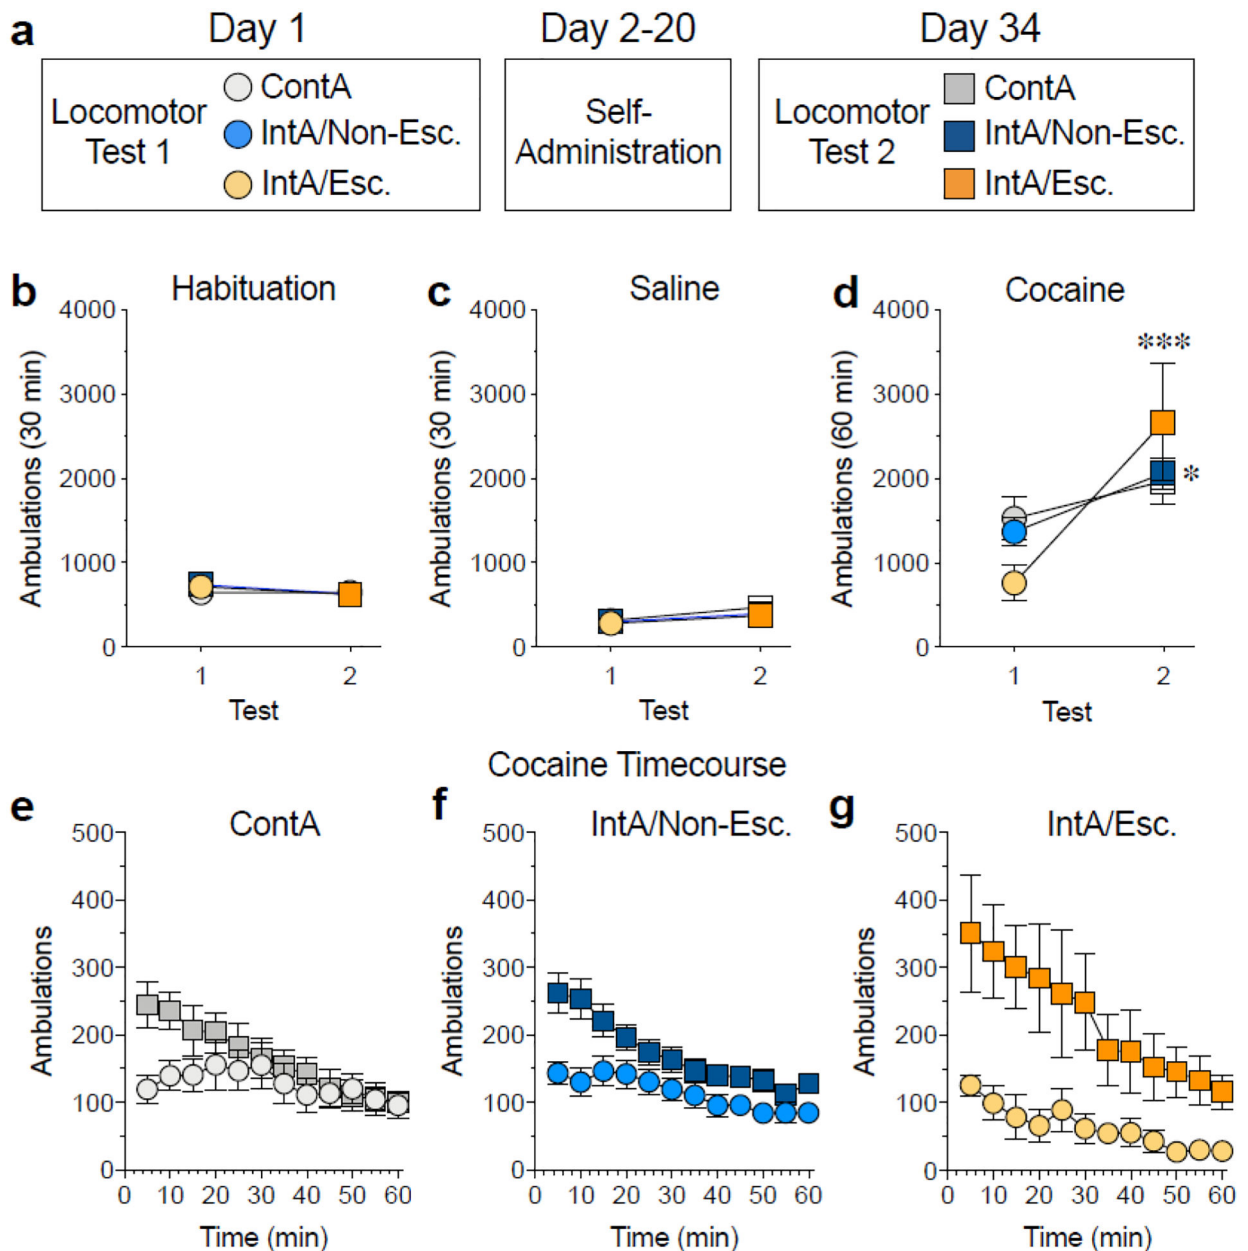 a Day 1 Day 2-20 Day 34
Locomotor
Test 1
ContA
IntA/Non-Esc.
IntA/Esc.
Self-
Administration
Locomotor
Test 2
ContA
IntA/Non-Esc.
IntA/Esc.
b Habituation
Ambulations (30 min)
4000
3000
2000
1000
0
1 2
Test
c Saline
Ambulations (30 min)
4000
3000
2000
1000
0
1 2
Test
d Cocaine
Ambulations (60 min)
4000
3000
2000
1000
0
***
*
1 2
Test
Cocaine Timecourse
e ContA
Ambulations
500
400
300
200
100
0
0 10 20 30 40 50 60
Time (min)
f IntA/Non-Esc.
Ambulations
500
400
300
200
100
0
0 10 20 30 40 50 60
Time (min)
g IntA/Esc.
Ambulations
500
400
300
200
100
0
0 10 20 30 40 50 60
Time (min)